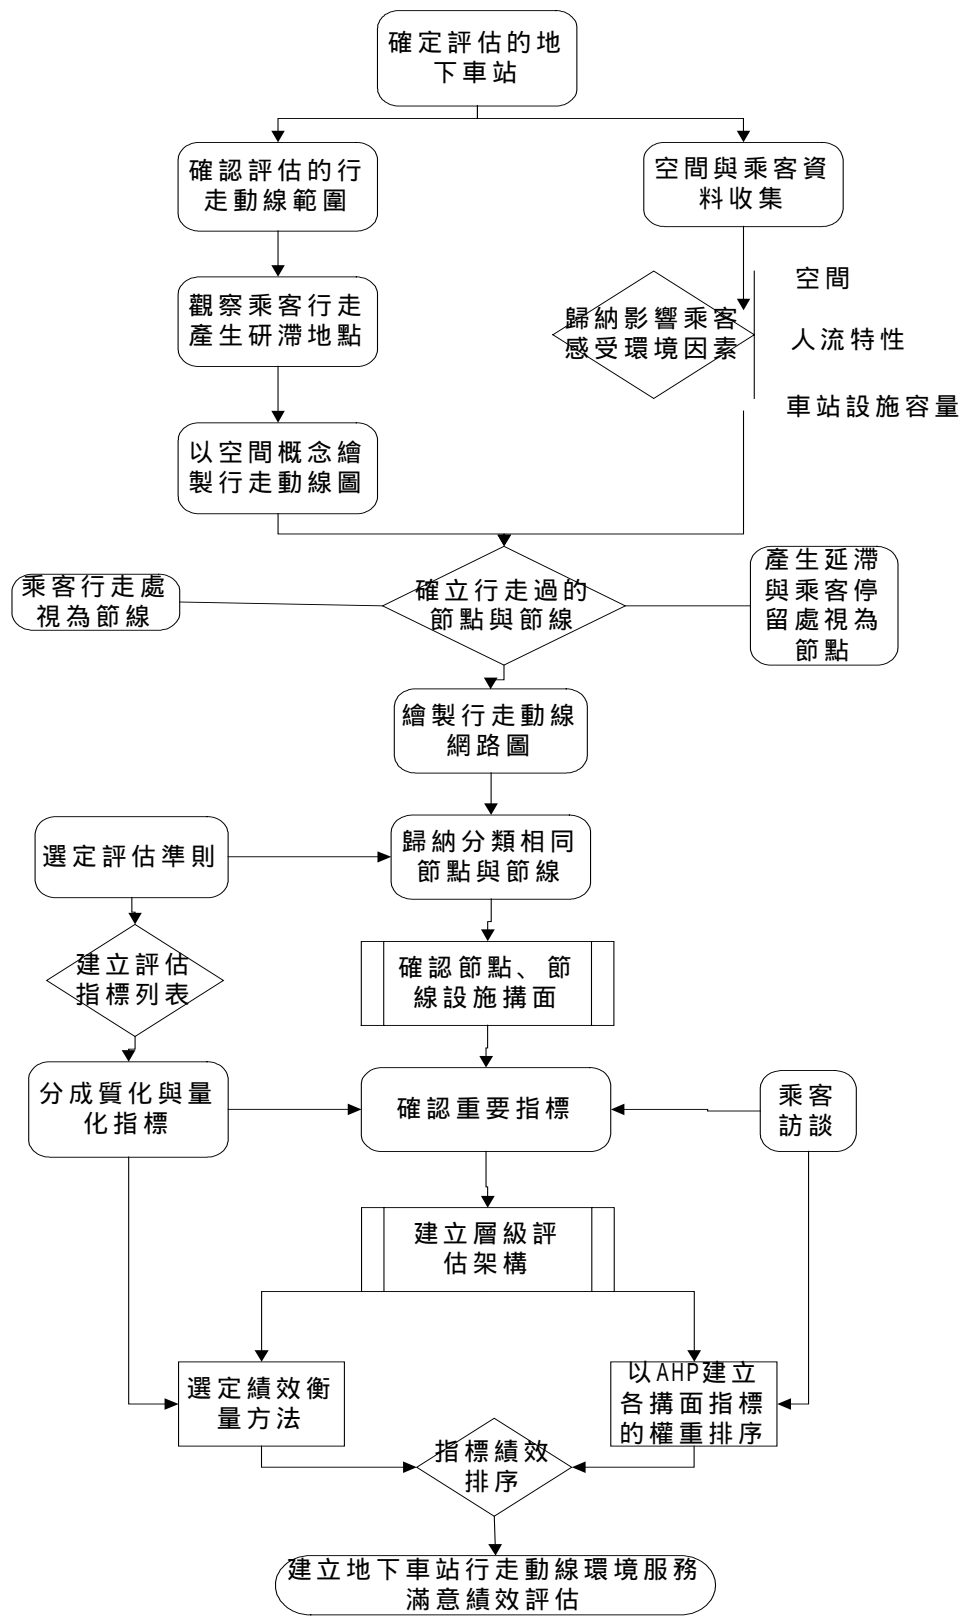 確定評估的地
下車站
確認評估的行
走動線範圍
空間與乘客資
料收集
觀察乘客行走
產生研滯地點
歸納影響乘客
感受環境因素
空間
人流特性
車站設施容量
以空間概念繪
製行走動線圖
乘客行走處
視為節線
確立行走過的
節點與節線
產生延滯
與乘客停
留處視為
節點
繪製行走動線
網路圖
選定評估準則
歸納分類相同
節點與節線
建立評估
指標列表
確認節點、節
線設施搆面
分成質化與量
化指標
確認重要指標
乘客
訪談
建立層級評
估架構
選定績效衡
量方法
以AHP建立
各搆面指標
的權重排序
指標績效
排序
建立地下車站行走動線環境服務
滿意績效評估